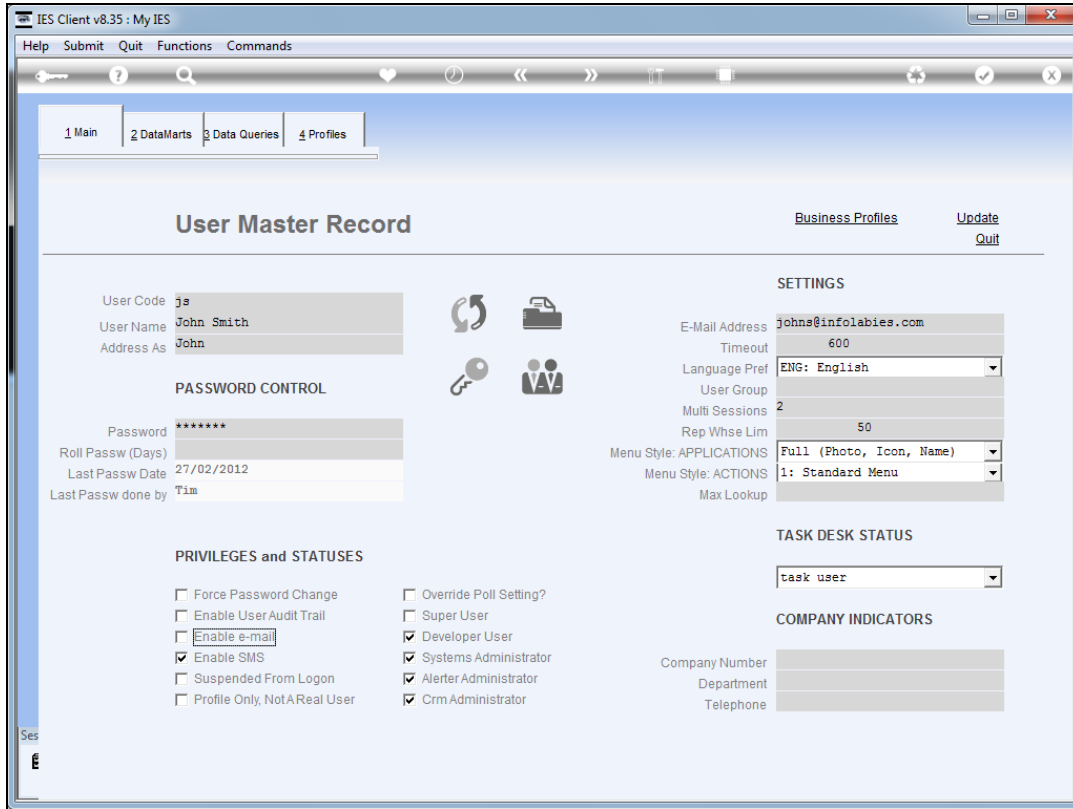 IES Client v8.35 : My IES
Help Submit Quit Functions Commands
1 Main 2 DataMarts 3 Data Queries 4 Profiles
User Master Record
Business Profiles Update
Quit
SETTINGS
User Code js
User Name John Smith
Address As John
E-Mail Address johns@infolabies.com
Timeout 600
Language Pref ENG: English
User Group
Multi Sessions 2
Rep Whse Lim 50
Menu Style: APPLICATIONS Full (Photo, Icon, Name)
Menu Style: ACTIONS 1: Standard Menu
Max Lookup
PASSWORD CONTROL
Password *******
Roll Passw (Days)
Last Passw Date 27/02/2012
Last Passw done by Tim
PRIVILEGES and STATUSES
Force Password Change Override Poll Setting?
Enable User Audit Trail Super User
Enable e-mail Developer User
Enable SMS Systems Administrator
Suspended From Logon Alerter Administrator
Profile Only, Not A Real User Crm Administrator
TASK DESK STATUS
task user
COMPANY INDICATORS
Company Number
Department
Telephone
Ses